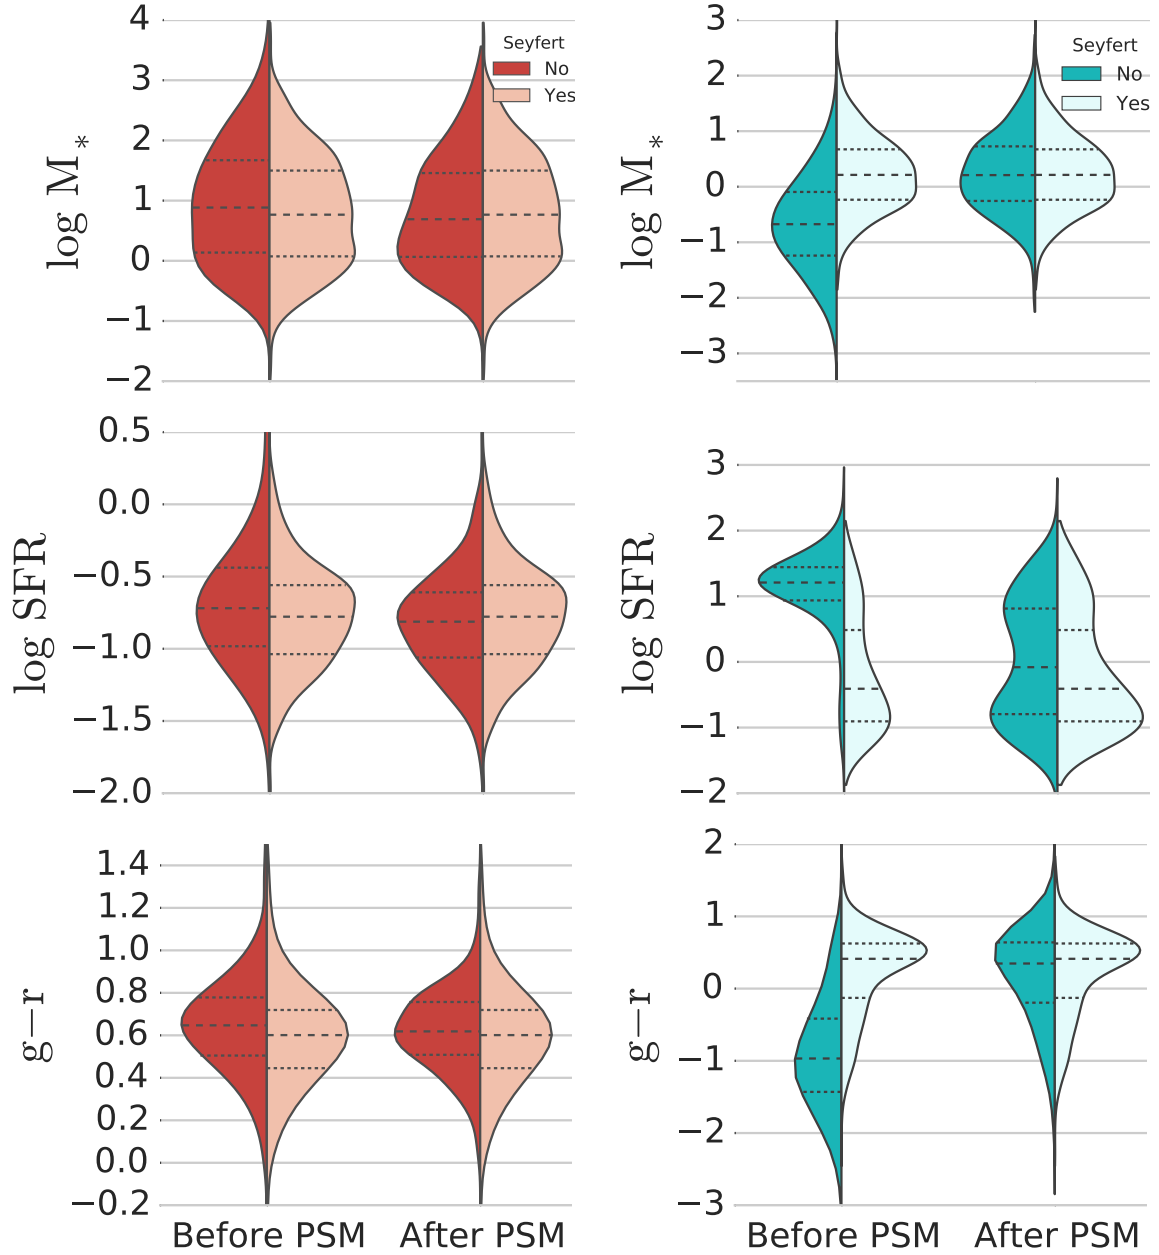 4
3
2
1
0
−1
−2
log M*
Seyfert
No
Yes
3
2
1
0
−1
−2
−3
log M*
Seyfert
No
Yes
0.5
0.0
−0.5
−1.0
−1.5
−2.0
log SFR
3
2
1
0
−1
−2
log SFR
1.4
1.2
1.0
0.8
0.6
0.4
0.2
0.0
−0.2
g−r
Before PSM After PSM
2
1
0
−1
−2
−3
g−r
Before PSM After PSM